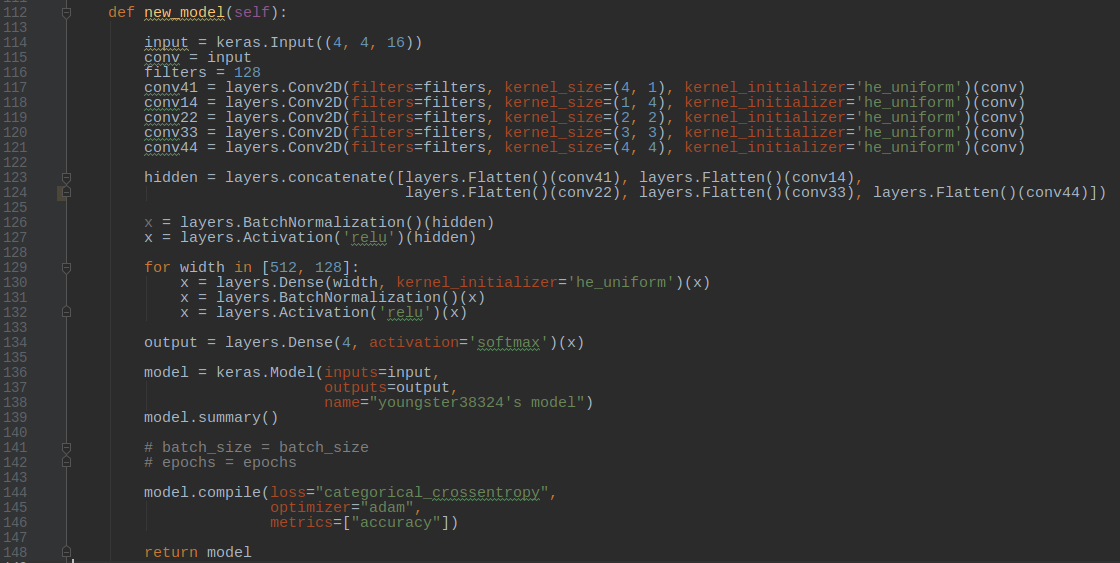 112 def new_model(self):
113
114 input = keras.Input((4, 4, 16))
115 conv = input
116 filters = 128
117 conv41 = layers.Conv2D(filters=filters, kernel_size=(4, 1), kernel_initializer='he_uniform')(conv)
118 conv14 = layers.Conv2D(filters=filters, kernel_size=(1, 4), kernel_initializer='he_uniform')(conv)
119 conv22 = layers.Conv2D(filters=filters, kernel_size=(2, 2), kernel_initializer='he_uniform')(conv)
120 conv33 = layers.Conv2D(filters=filters, kernel_size=(3, 3), kernel_initializer='he_uniform')(conv)
121 conv44 = layers.Conv2D(filters=filters, kernel_size=(4, 4), kernel_initializer='he_uniform')(conv)
122
123 hidden = layers.concatenate([layers.Flatten()(conv41), layers.Flatten()(conv14),
124 layers.Flatten()(conv22), layers.Flatten()(conv33), layers.Flatten()(conv44)])
125
126 x = layers.BatchNormalization()(hidden)
127 x = layers.Activation('relu')(hidden)
128
129 for width in [512, 128]:
130 x = layers.Dense(width, kernel_initializer='he_uniform')(x)
131 x = layers.BatchNormalization()(x)
132 x = layers.Activation('relu')(x)
133
134 output = layers.Dense(4, activation='softmax')(x)
135
136 model = keras.Model(inputs=input,
137 outputs=output,
138 name="youngster38324's model")
139 model.summary()
140
141 # batch_size = batch_size
142 # epochs = epochs
143
144 model.compile(loss="categorical_crossentropy",
145 optimizer="adam",
146 metrics=["accuracy"])
147
148 return model